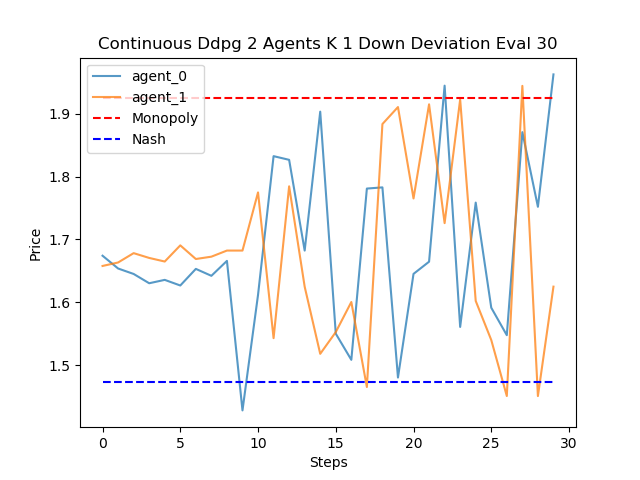 Continuous Ddpg 2 Agents K 1 Down Deviation Eval 30
agent_0
agent_1
Monopoly
Nash
Price
1.9
1.8
1.7
1.6
1.5
0
5
10
15
20
25
30
Steps